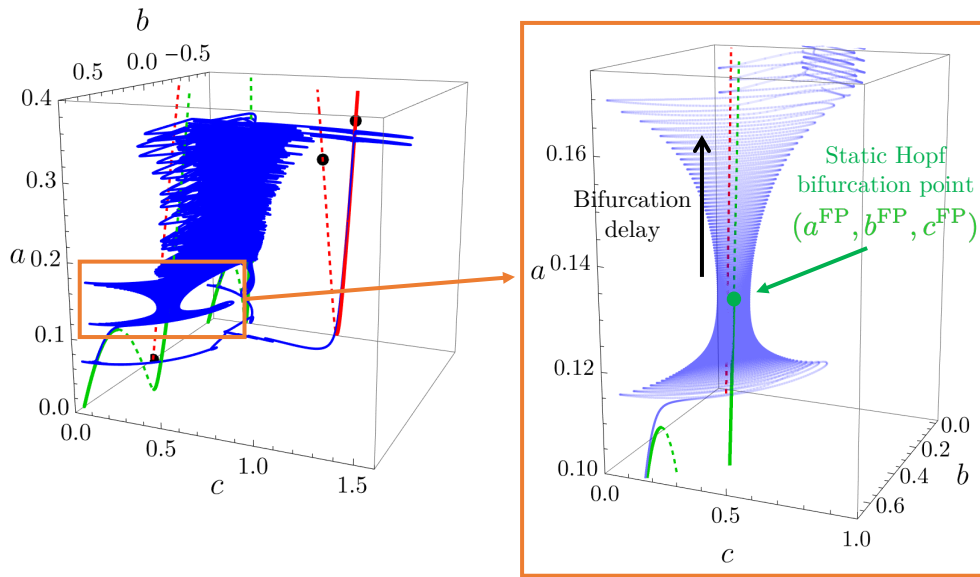 b
0.5
0.0
−0.5
0.4
0.3
a
0.2
0.1
0.0
0.0
0.5
1.0
1.5
c
0.16
a
0.14
0.12
0.10
0.0
0.5
1.0
c
0.0
0.2
0.4
0.6
b
Bifurcation
delay
Static Hopf
bifurcation point
(a^FP, b^FP, c^FP)